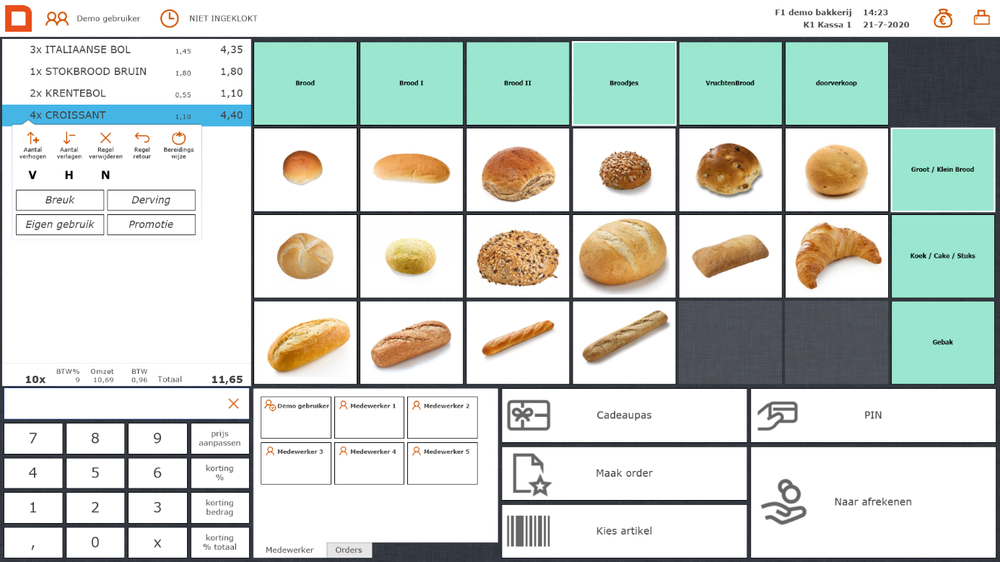 Demo gebruiker
NIET INGEKLOKT
F1 demo bakkerij 14:23
K1 Kassa 1 21-7-2020
3x ITALIAANSE BOL 1,45 4,35
1x STOKBROOD BRUIN 1,80 1,80
2x KRENTEBOL 0,55 1,10
4x CROISSANT 1,10 4,40
Aantal verhogen
Aantal verlagen
Regel verwijderen
Regel retour
Bereidings wijze
V H N
Breuk
Derving
Eigen gebruik
Promotie
BTW% Omzet BTW
10x 9 10,69 0,96 Totaal 11,65
Brood
Brood I
Brood II
Broodjes
VruchtenBrood
doorverkoop
Groot / Klein Brood
Koek / Cake / Stuks
Gebak
7 8 9 prijs aanpassen
4 5 6 korting %
1 2 3 korting bedrag
, 0 x korting % totaal
Demo gebruiker
Medewerker 1
Medewerker 2
Medewerker 3
Medewerker 4
Medewerker 5
Medewerker
Orders
Cadeaupas
PIN
Maak order
Naar afrekenen
Kies artikel